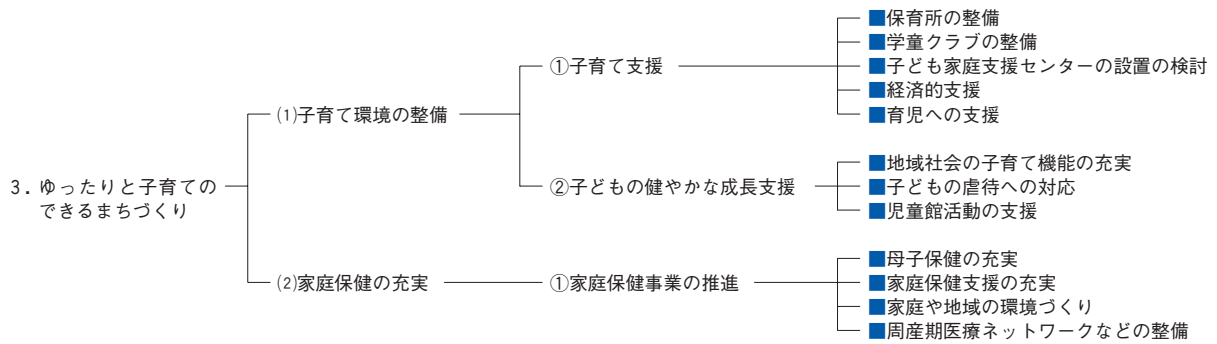 3. ゆったりと子育ての
できるまちづくり
⑴子育て環境の整備
①子育て支援
■保育所の整備
■学童クラブの整備
■子ども家庭支援センターの設置の検討
■経済的支援
■育児への支援
②子どもの健やかな成長支援
■地域社会の子育て機能の充実
■子どもの虐待への対応
■児童館活動の支援
⑵家庭保健の充実
①家庭保健事業の推進
■母子保健の充実
■家庭保健支援の充実
■家庭や地域の環境づくり
■周産期医療ネットワークなどの整備